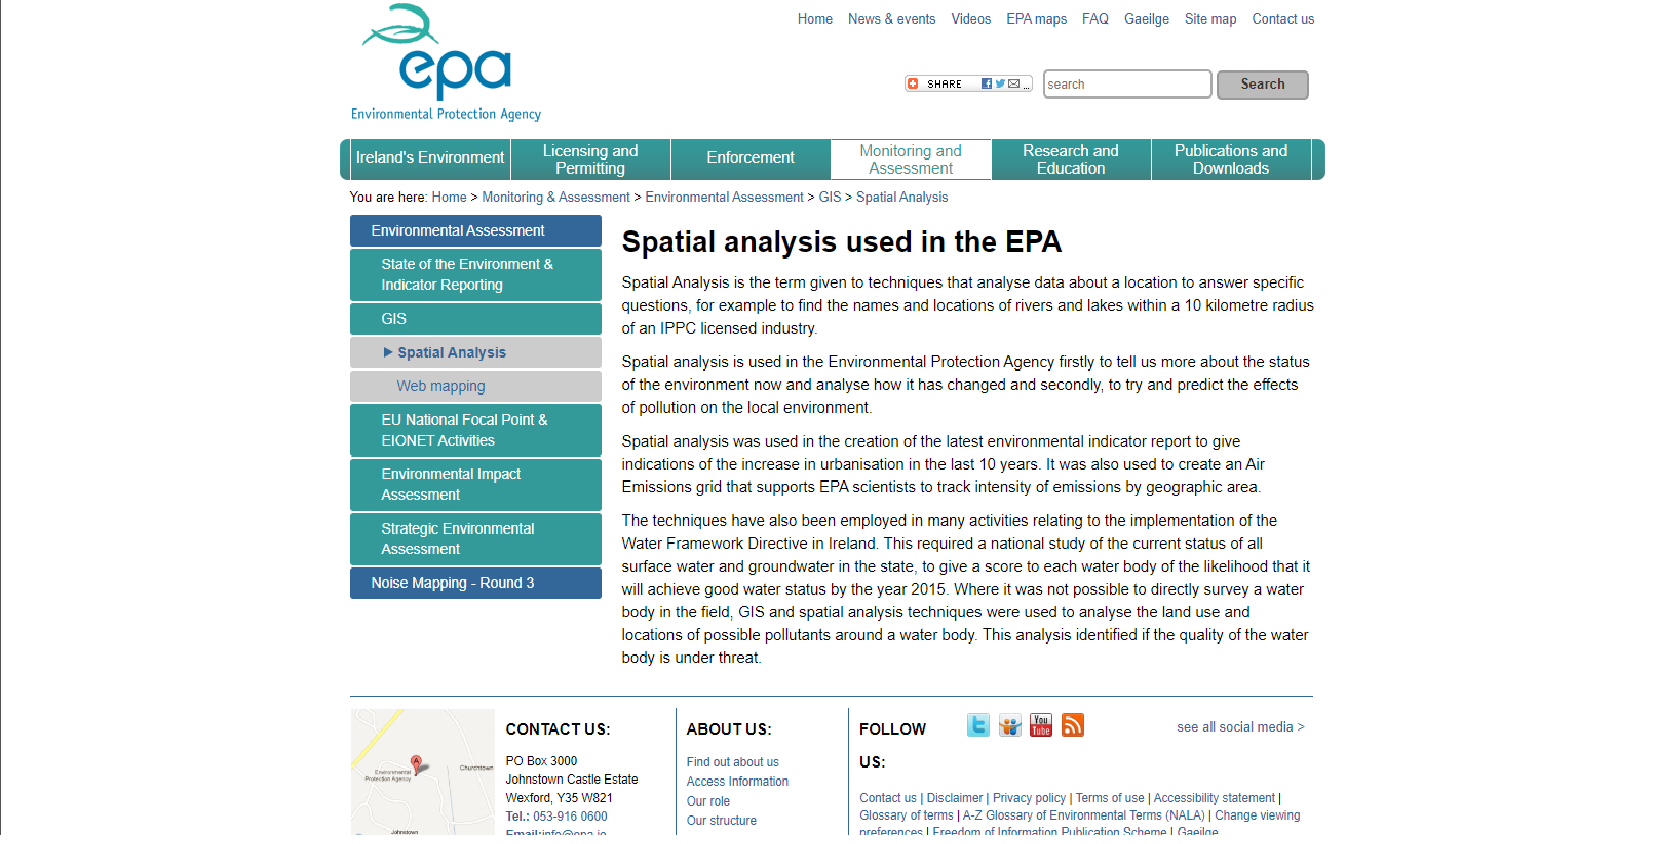 epa
Environmental Protection Agency
Home News & events Videos EPA maps FAQ Gaeilge Site map Contact us
SHARE ...
search
Search
Ireland's Environment
Licensing and
Permitting
Enforcement
Monitoring and
Assessment
Research and
Education
Publications and
Downloads
You are here: Home > Monitoring & Assessment > Environmental Assessment > GIS > Spatial Analysis
Environmental Assessment
State of the Environment &
Indicator Reporting
GIS
Spatial Analysis
Web mapping
EU National Focal Point &
EIONET Activities
Environmental Impact
Assessment
Strategic Environmental
Assessment
Noise Mapping - Round 3
Spatial analysis used in the EPA
Spatial Analysis is the term given to techniques that analyse data about a location to answer specific
questions, for example to find the names and locations of rivers and lakes within a 10 kilometre radius
of an IPPC licensed industry.
Spatial analysis is used in the Environmental Protection Agency firstly to tell us more about the status
of the environment now and analyse how it has changed and secondly, to try and predict the effects
of pollution on the local environment.
Spatial analysis was used in the creation of the latest environmental indicator report to give
indications of the increase in urbanisation in the last 10 years. It was also used to create an Air
Emissions grid that supports EPA scientists to track intensity of emissions by geographic area.
The techniques have also been employed in many activities relating to the implementation of the
Water Framework Directive in Ireland. This required a national study of the current status of all
surface water and groundwater in the state, to give a score to each water body of the likelihood that it
will achieve good water status by the year 2015. Where it was not possible to directly survey a water
body in the field, GIS and spatial analysis techniques were used to analyse the land use and
locations of possible pollutants around a water body. This analysis identified if the quality of the water
body is under threat.
A
Environmental
Protection Agency
Churchtown
Johnstown
CONTACT US:
PO Box 3000
Johnstown Castle Estate
Wexford, Y35 W821
Tel.: 053-916 0600
Email:info@epa.ie
ABOUT US:
Find out about us
Access Information
Our role
Our structure
FOLLOW
US:
You
Tube
see all social media >
Contact us | Disclaimer | Privacy policy | Terms of use | Accessibility statement |
Glossary of terms | A-Z Glossary of Environmental Terms (NALA) | Change viewing
preferences | Freedom of Information Publication Scheme | Gaeilge